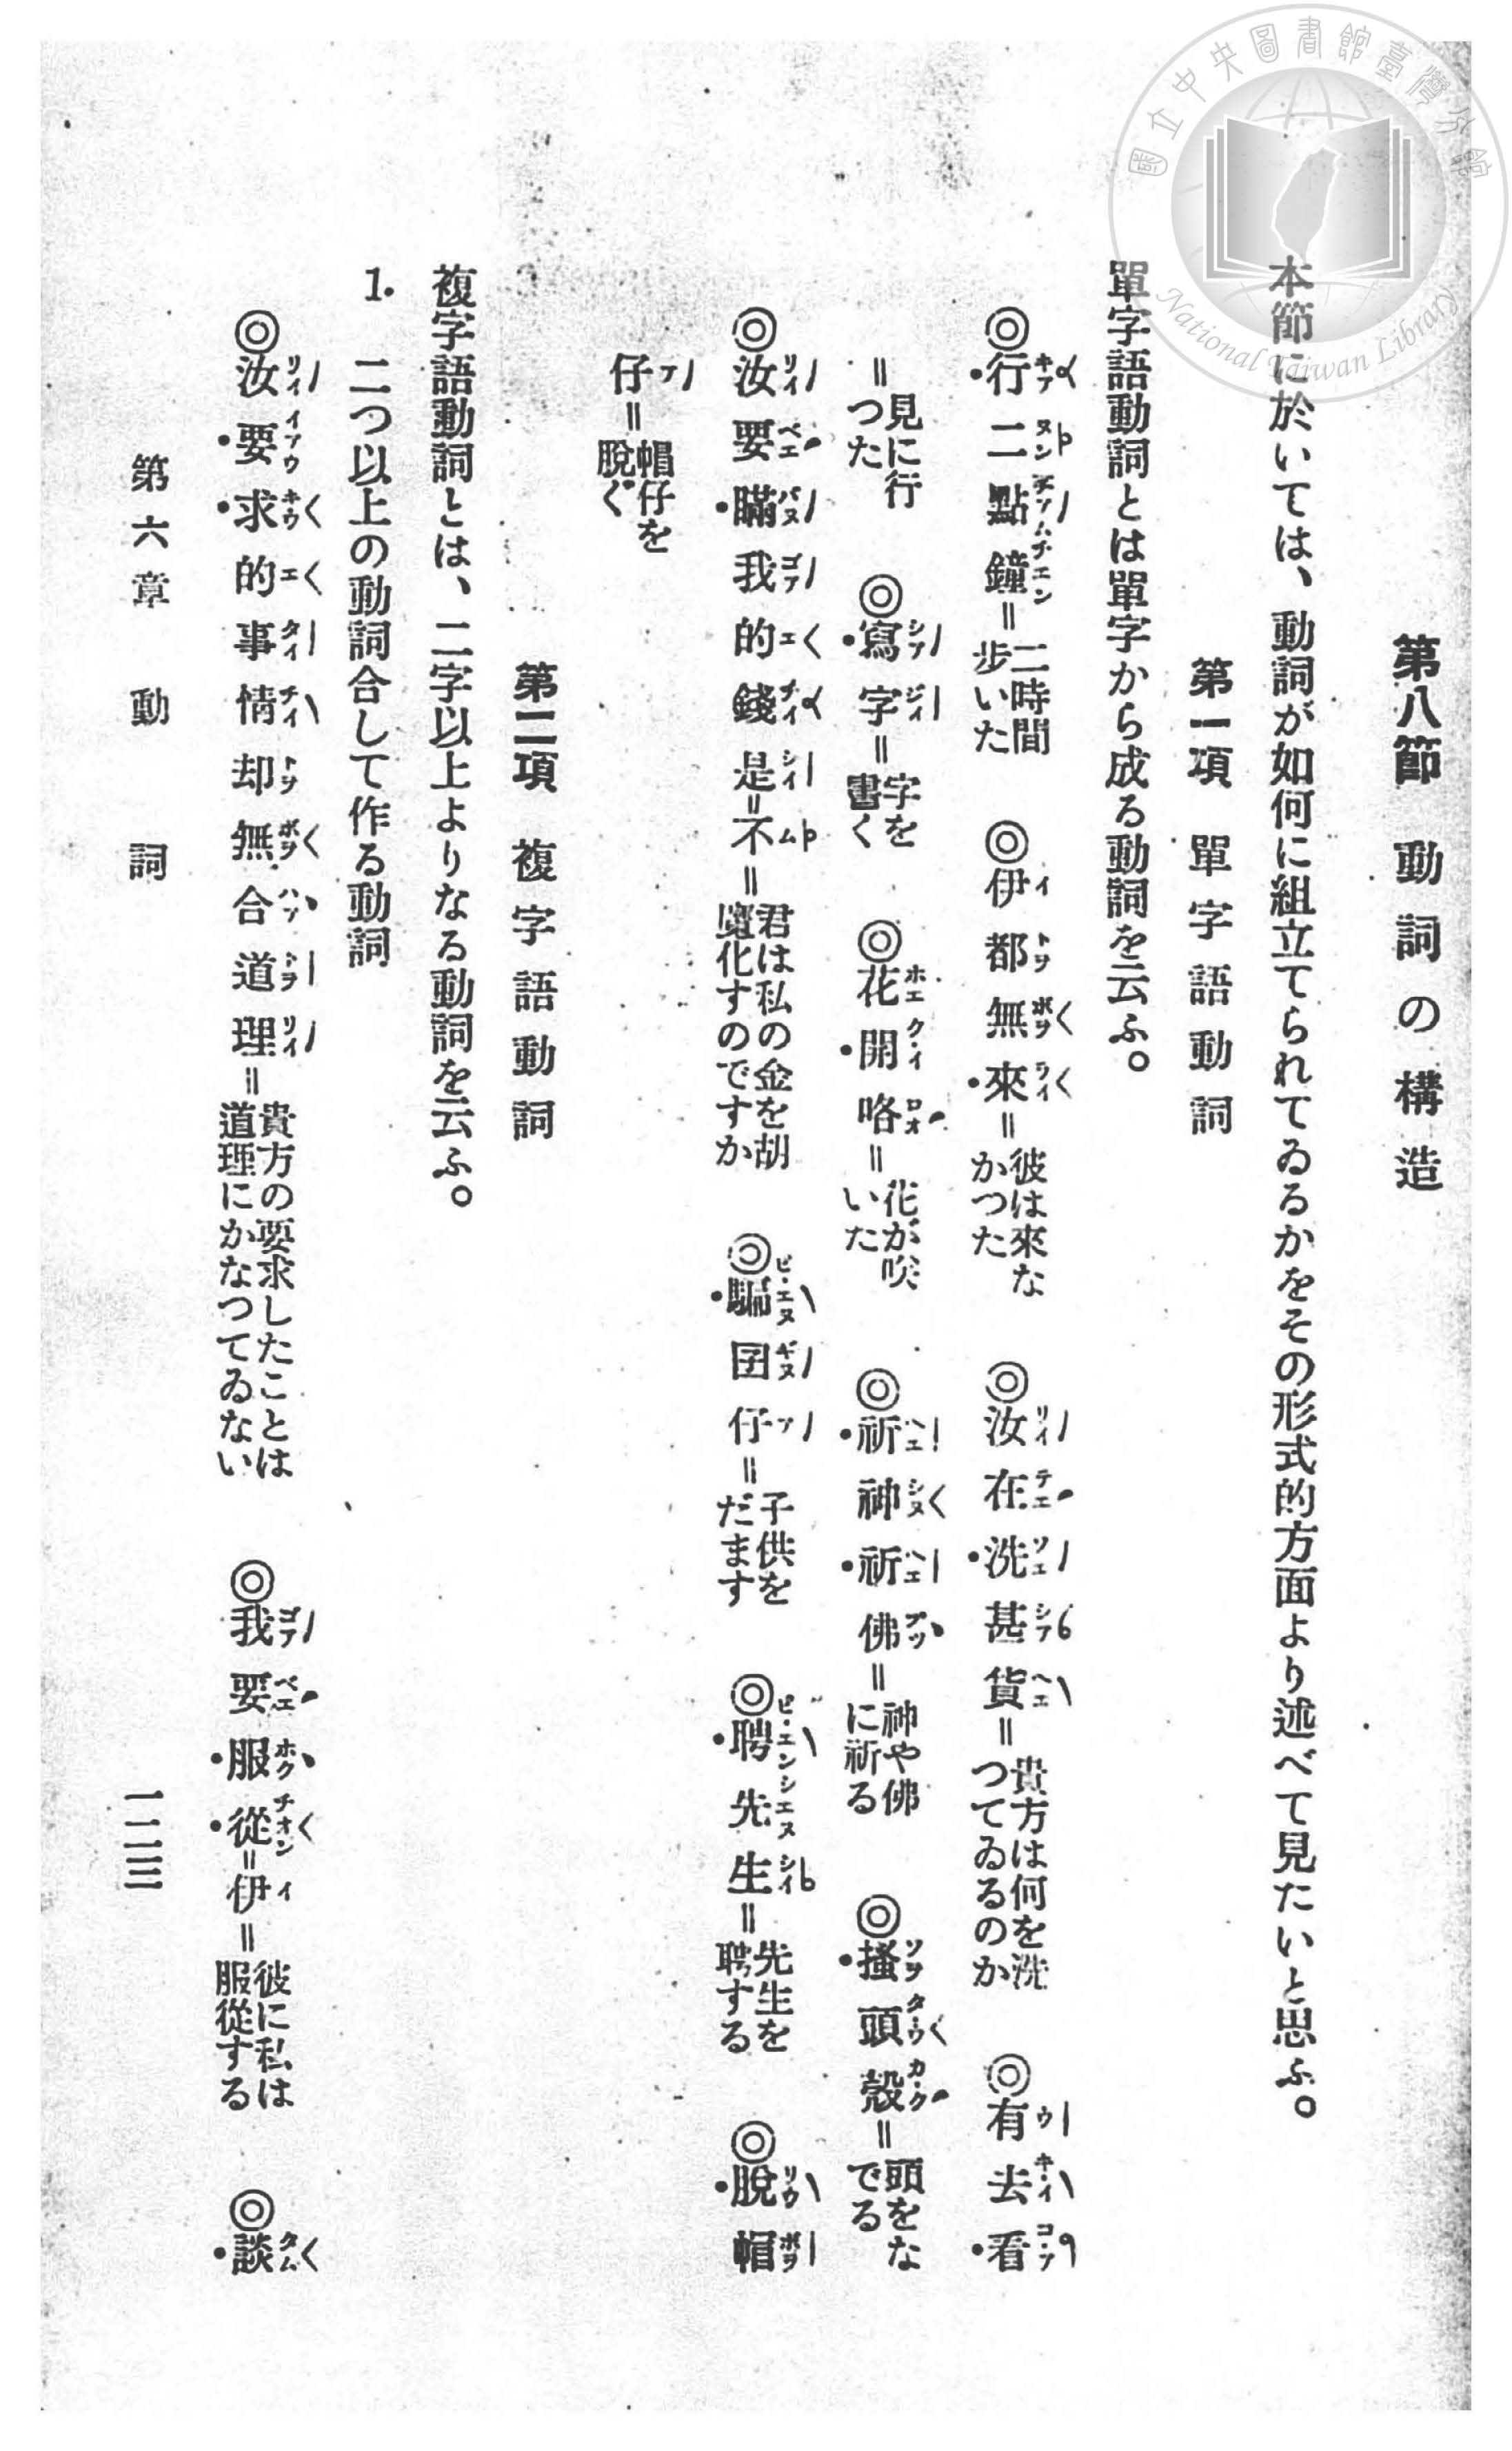 國立中央圖書館臺灣分館
National Taiwan Library
第八節 動詞の構造
本節に於いては、動詞が如何に組立てられてゐるかをその形式的方面より述べて見たいと思ふ。
第一項 單字語動詞
單字語動詞とは單字から成る動詞を云ふ。
◎行二點鐘=二時間歩いた ◎伊都無來=彼は來なかつた ◎汝在洗甚貨=貴方は何を洗つてゐるのか ◎有去看
=見に行つた ◎寫字=字を書く ◎花開咯=花が咲いた ◎祈神祈佛=神や佛に祈る ◎搔頭殼=頭をなでる
◎汝要瞞我的錢是=不=君は私の金を胡魔化すのですか ◎騙囝仔=子供をだます ◎聘先生=先生を聘する ◎脫帽
仔=帽仔を脫ぐ
第二項 複字語動詞
複字語動詞とは、二字以上よりなる動詞を云ふ。
1. 二つ以上の動詞合して作る動詞
◎汝要求的事情却無合道理=貴方の要求したことは道理にかなつてゐない ◎我要服從=伊=彼に私は服從する ◎談
第六章 動詞 一二三